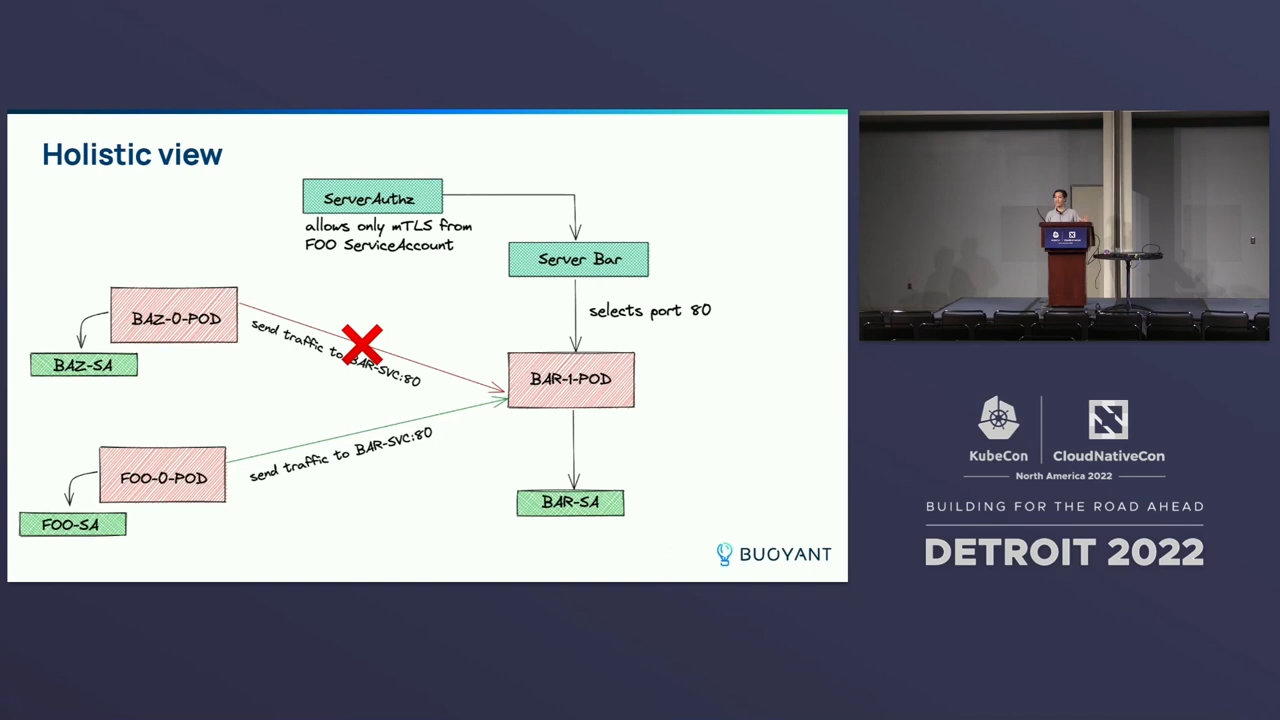 Holistic view
ServerAuthz
allows only mTLS from
FOO ServiceAccount
Server Bar
selects port 80
BAZ-0-POD
BAZ-SA
send traffic to BAR-SVC:80
BAR-1-POD
send traffic to BAR-SVC:80
FOO-0-POD
FOO-SA
BAR-SA
BUOYANT
KubeCon
CloudNativeCon
North America 2022
BUILDING FOR THE ROAD AHEAD
DETROIT 2022